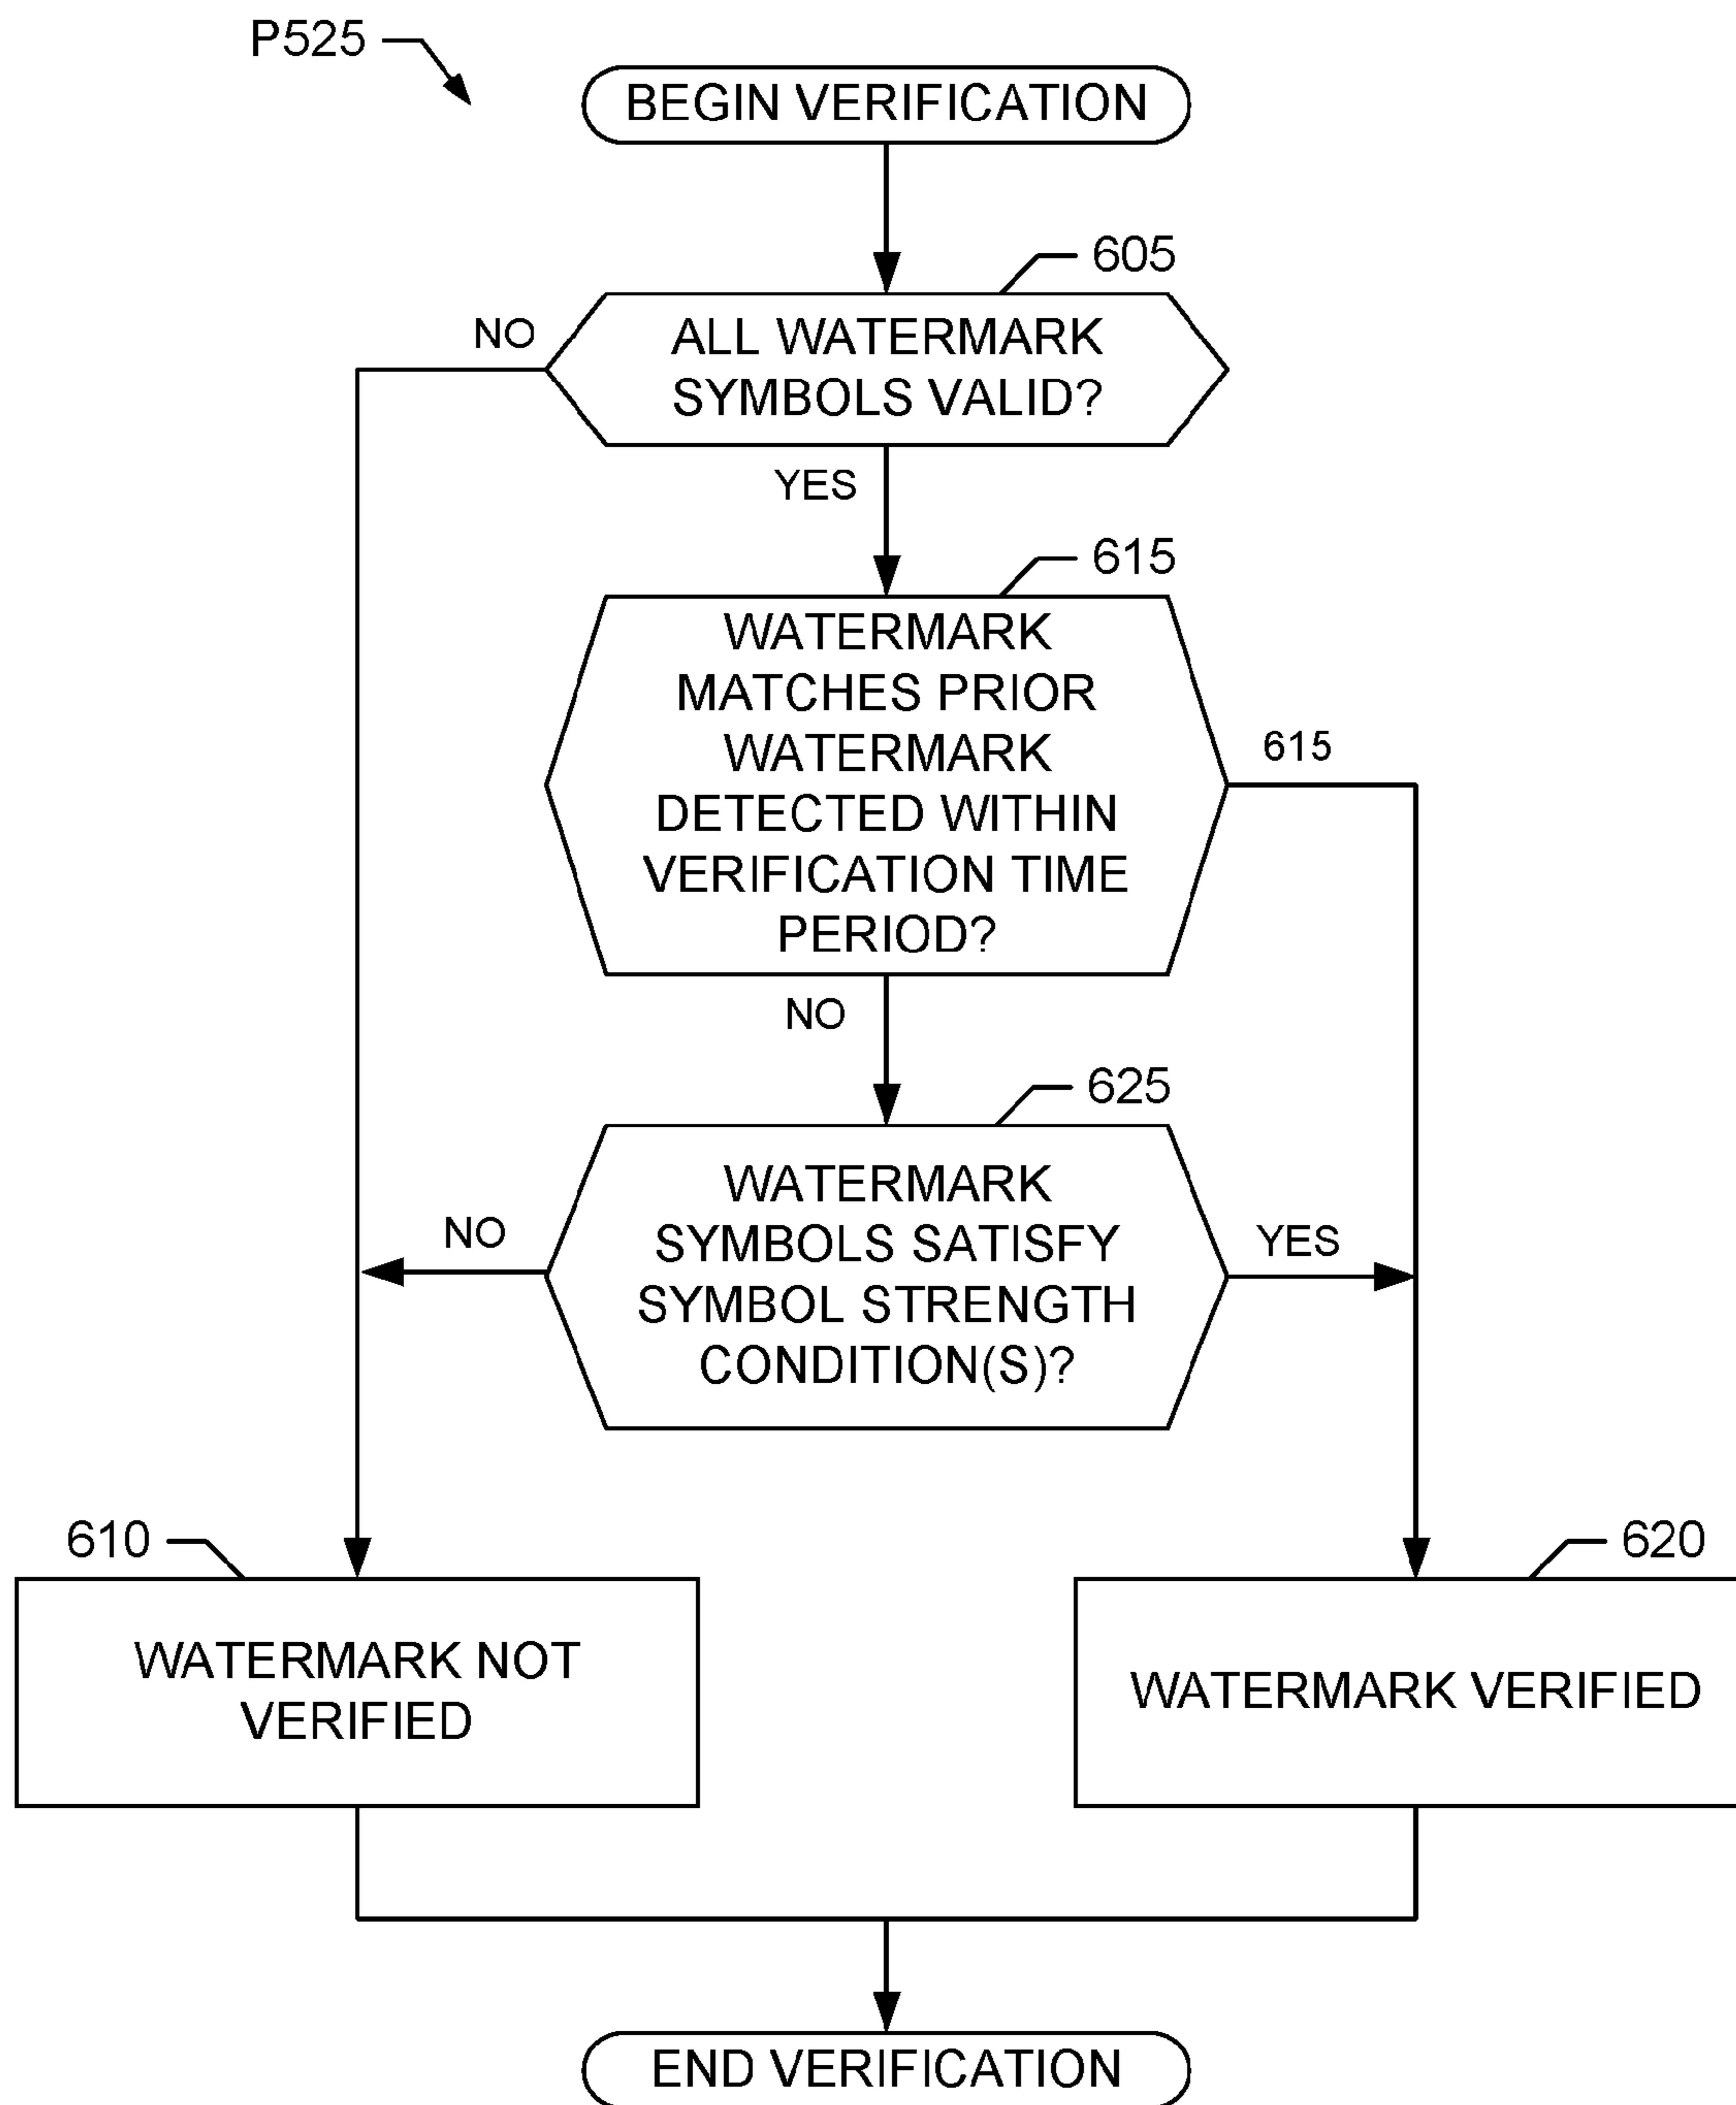 P525
BEGIN VERIFICATION
605
NO
ALL WATERMARK
SYMBOLS VALID?
YES
615
WATERMARK
MATCHES PRIOR
WATERMARK
DETECTED WITHIN
VERIFICATION TIME
PERIOD?
615
NO
625
WATERMARK
SYMBOLS SATISFY
SYMBOL STRENGTH
CONDITION(S)?
NO
YES
610
620
WATERMARK NOT
VERIFIED
WATERMARK VERIFIED
END VERIFICATION